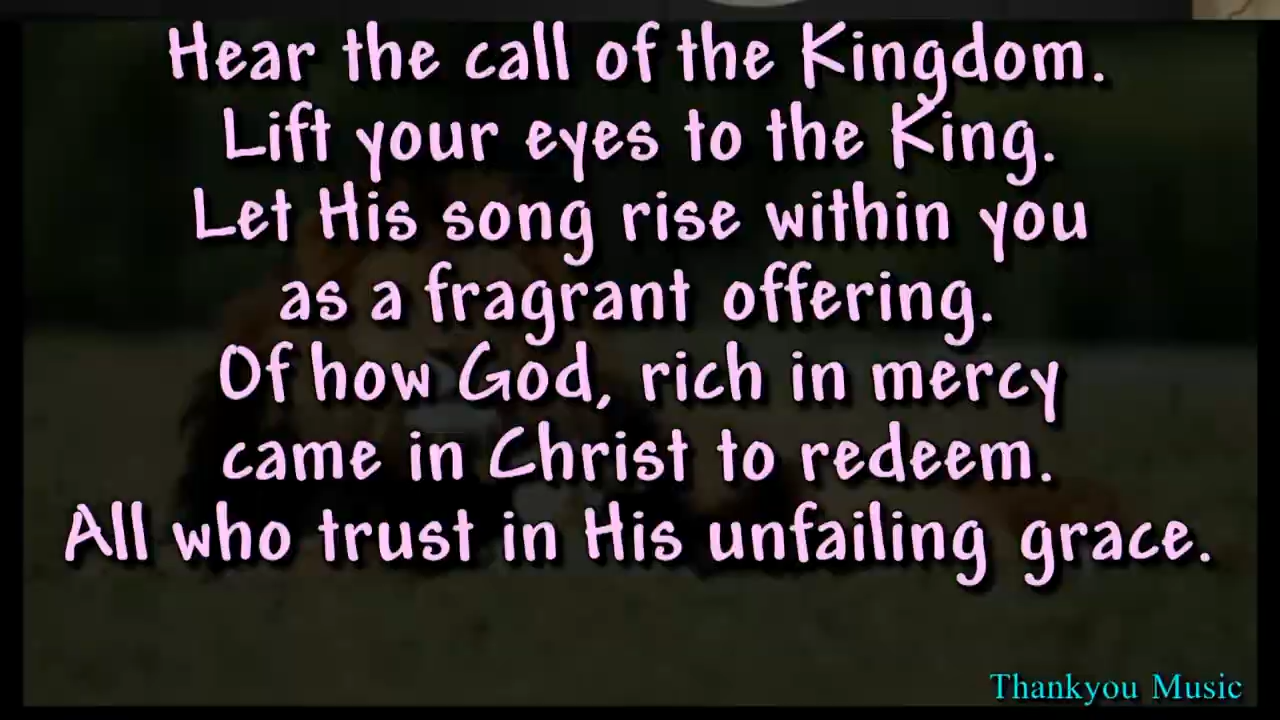 Hear the call of the Kingdom.
Lift your eyes to the King.
Let His song rise within you
as a fragrant offering.
Of how God, rich in mercy
came in Christ to redeem.
All who trust in His unfailing grace.
Thankyou Music